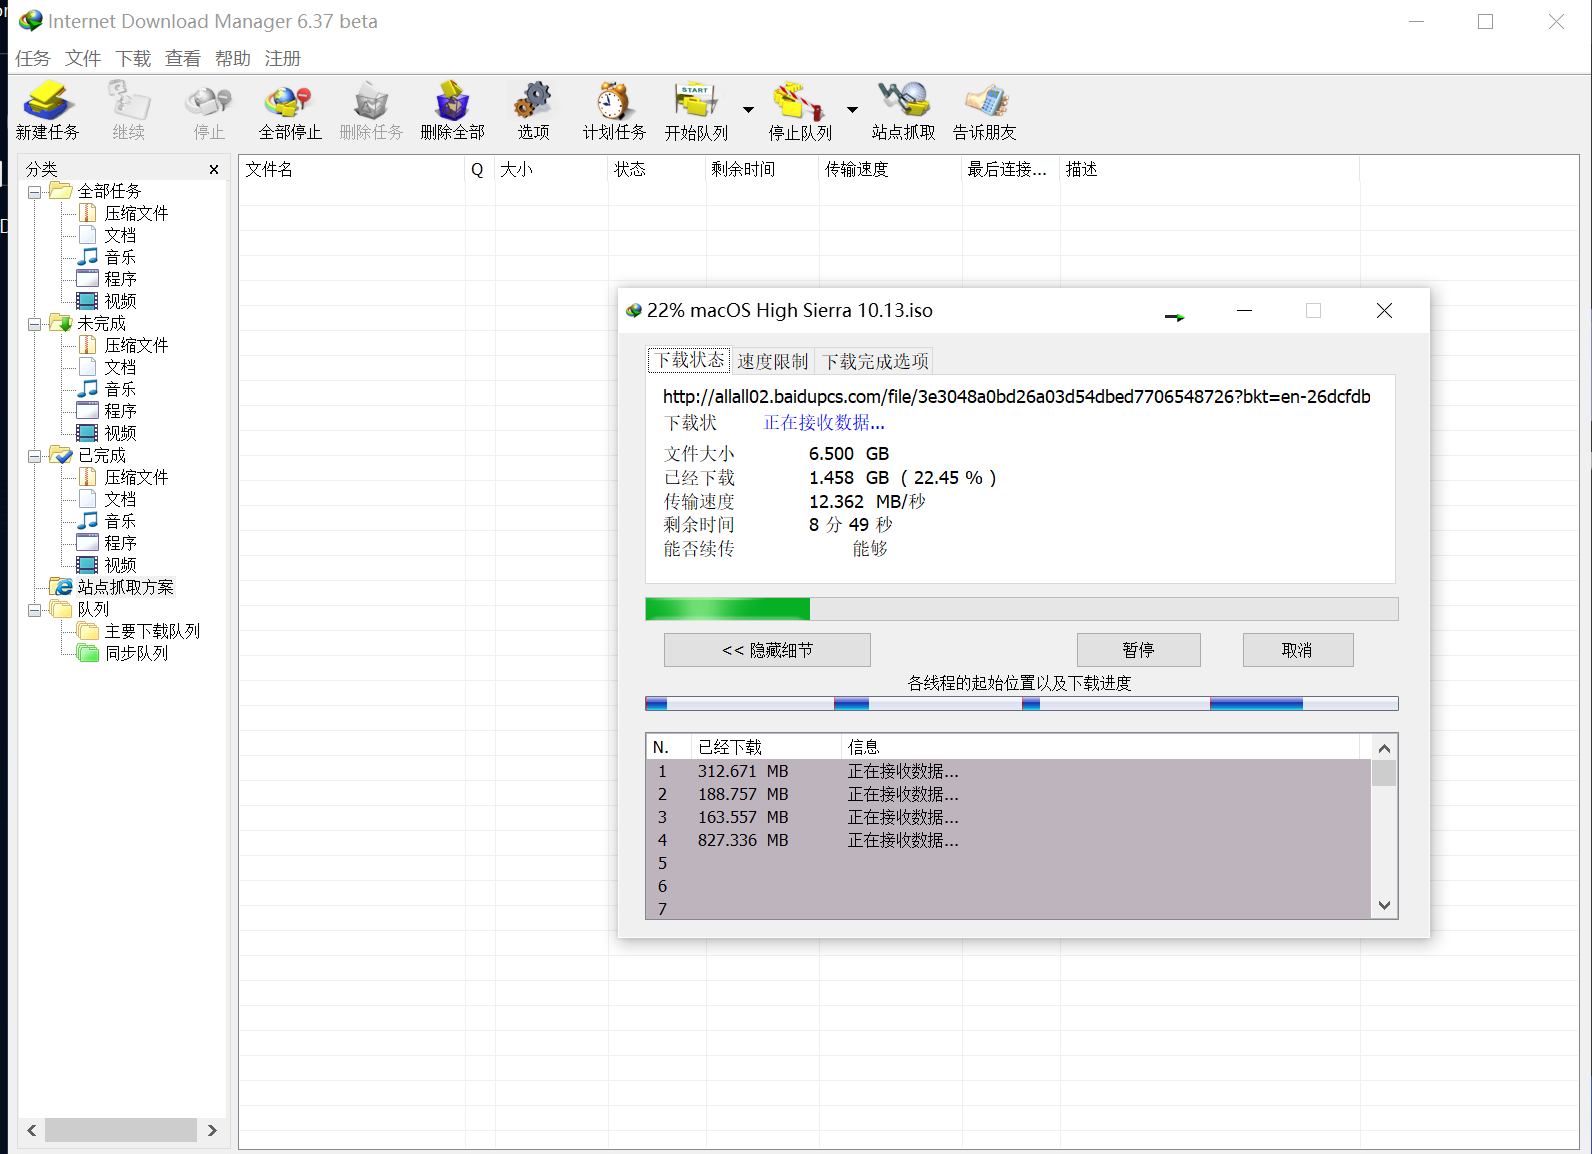 Internet Download Manager 6.37 beta
任务 文件 下载 查看 帮助 注册
新建任务 继续 停止 全部停止 删除任务 删除全部 选项 计划任务 START 开始队列 停止队列 站点抓取 告诉朋友
分类 x
全部任务
压缩文件
文档
音乐
程序
视频
未完成
压缩文件
文档
音乐
程序
视频
已完成
压缩文件
文档
音乐
程序
视频
站点抓取方案
队列
主要下载队列
同步队列
文件名 Q 大小 状态 剩余时间 传输速度 最后连接... 描述
22% macOS High Sierra 10.13.iso
下载状态 速度限制 下载完成选项
http://allall02.baidupcs.com/file/3e3048a0bd26a03d54dbed7706548726?bkt=en-26dcfdb
下载状 正在接收数据...
文件大小 6.500 GB
已经下载 1.458 GB ( 22.45 % )
传输速度 12.362 MB/秒
剩余时间 8 分 49 秒
能否续传 能够
<< 隐藏细节 暂停 取消
各线程的起始位置以及下载进度
N. 已经下载 信息
1 312.671 MB 正在接收数据...
2 188.757 MB 正在接收数据...
3 163.557 MB 正在接收数据...
4 827.336 MB 正在接收数据...
5
6
7